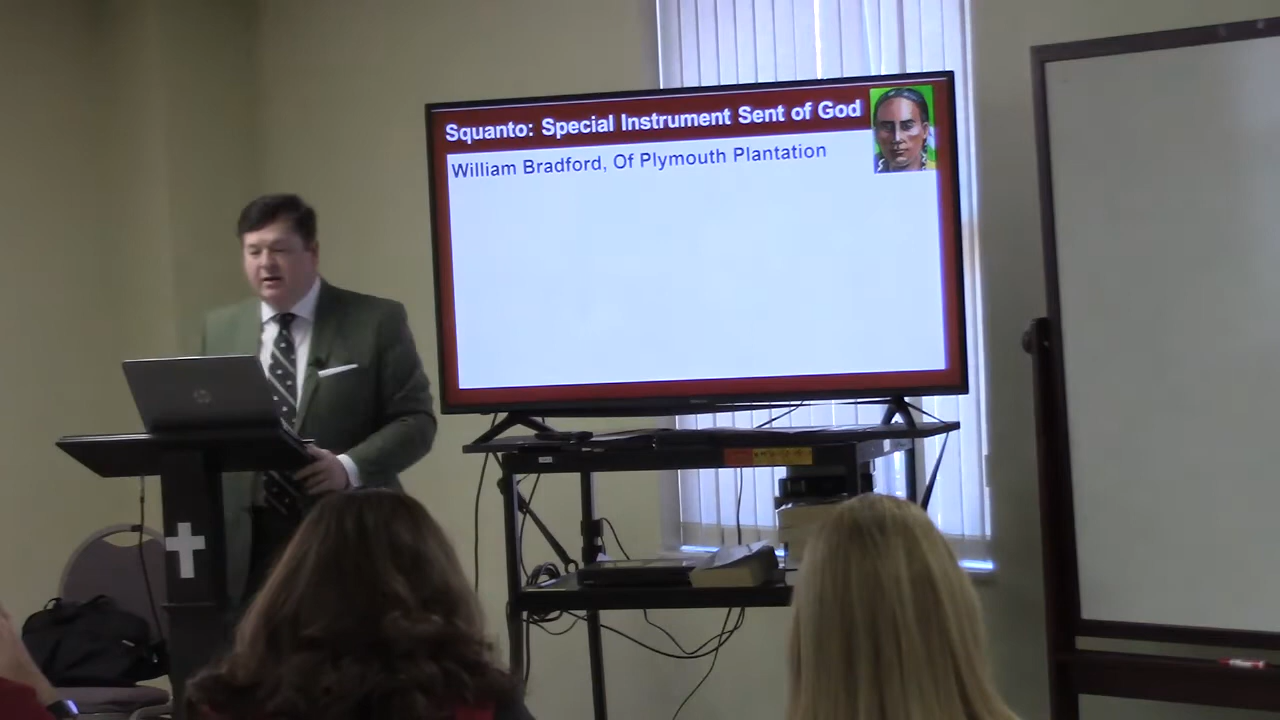 Squanto: Special Instrument Sent of God
William Bradford, Of Plymouth Plantation